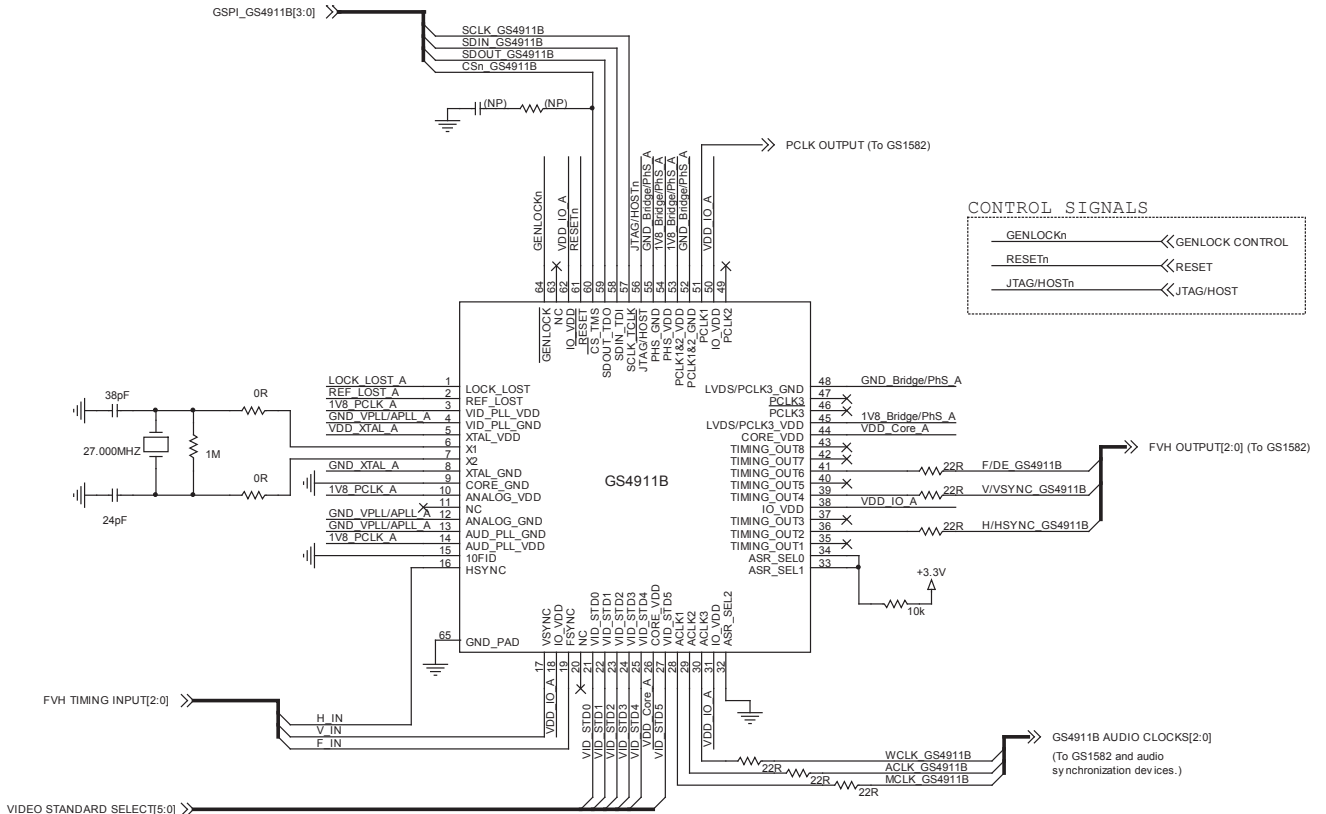 GSPI_GS4911B[3:0]
SCLK_GS4911B
SDIN_GS4911B
SDOUT_GS4911B
CSn_GS4911B
(NP)
(NP)
PCLK OUTPUT (To GS1582)
GENLOCKn
VDD_IO_A
RESETn
JTAG/HOSTn
GND_Bridge/PhS_A
1V8_Bridge/PhS_A
1V8_Bridge/PhS_A
GND_Bridge/PhS_A
VDD_IO_A
CONTROL SIGNALS
GENLOCKn
GENLOCK CONTROL
RESETn
RESET
JTAG/HOSTn
JTAG/HOST
64
63
62
61
60
59
58
57
56
55
54
53
52
51
50
49
GENLOCK
NC
IO_VDD
RESET
CS_TMS
SDOUT_TDO
SDIN_TDI
SCLK_TCLK
JTAG/HOST
PHS_GND
PHS_VDD
PCLK1&2_VDD
PCLK1&2_GND
PCLK1
IO_VDD
PCLK2
38pF
27.000MHZ
1M
24pF
0R
0R
LOCK_LOST_A 1 LOCK_LOST
REF_LOST_A 2 REF_LOST
1V8_PCLK_A 3 VID_PLL_VDD
GND_VPLL/APLL_A 4 VID_PLL_GND
VDD_XTAL_A 5 XTAL_VDD
6 X1
7 X2
GND_XTAL_A 8 XTAL_GND
9 CORE_GND
1V8_PCLK_A 10 ANALOG_VDD
11 NC
GND_VPLL/APLL_A 12 ANALOG_GND
GND_VPLL/APLL_A 13 AUD_PLL_GND
1V8_PCLK_A 14 AUD_PLL_VDD
15 10FID
16 HSYNC
65 GND_PAD
GS4911B
LVDS/PCLK3_GND 48 GND_Bridge/PhS_A
PCLK3 47
PCLK3 46
LVDS/PCLK3_VDD 45 1V8_Bridge/PhS_A
CORE_VDD 44 VDD_Core_A
TIMING_OUT8 43
TIMING_OUT7 42
TIMING_OUT6 41 22R F/DE_GS4911B
TIMING_OUT5 40
TIMING_OUT4 39 22R V/VSYNC_GS4911B
IO_VDD 38 VDD_IO_A
TIMING_OUT3 37
TIMING_OUT2 36 22R H/HSYNC_GS4911B
TIMING_OUT1 35
ASR_SEL0 34
ASR_SEL1 33
FVH OUTPUT[2:0] (To GS1582)
+3.3V
10k
VSYNC
IO_VDD
FSYNC
NC
VID_STD0
VID_STD1
VID_STD2
VID_STD3
VID_STD4
CORE_VDD
VID_STD5
ACLK1
ACLK2
ACLK3
IO_VDD
ASR_SEL2
17
18
19
20
21
22
23
24
25
26
27
28
29
30
31
32
VDD_IO_A
VID_STD0
VID_STD1
VID_STD2
VID_STD3
VID_STD4
VDD_Core_A
VID_STD5
VDD_IO_A
FVH TIMING INPUT[2:0]
H_IN
V_IN
F_IN
22R WCLK_GS4911B
22R ACLK_GS4911B
22R MCLK_GS4911B
GS4911B AUDIO CLOCKS[2:0]
(To GS1582 and audio
synchronization devices.)
VIDEO STANDARD SELECT[5:0]